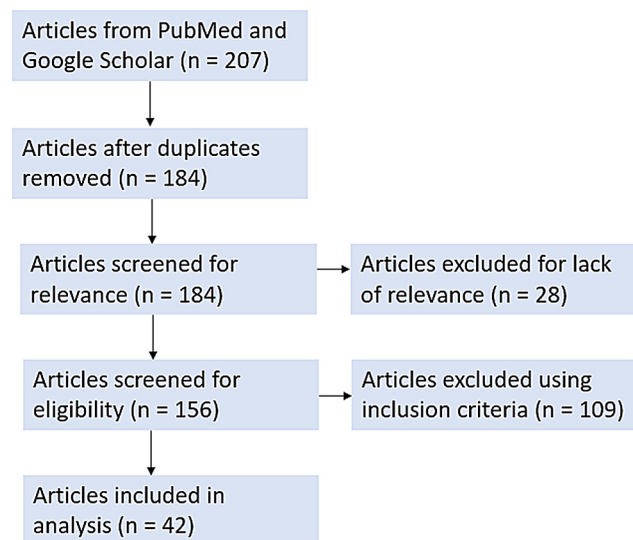 Articles from PubMed and
Google Scholar (n = 207)
Articles after duplicates
removed (n = 184)
Articles screened for
relevance (n = 184)
Articles excluded for lack
of relevance (n = 28)
Articles screened for
eligibility (n = 156)
Articles excluded using
inclusion criteria (n = 109)
Articles included in
analysis (n = 42)